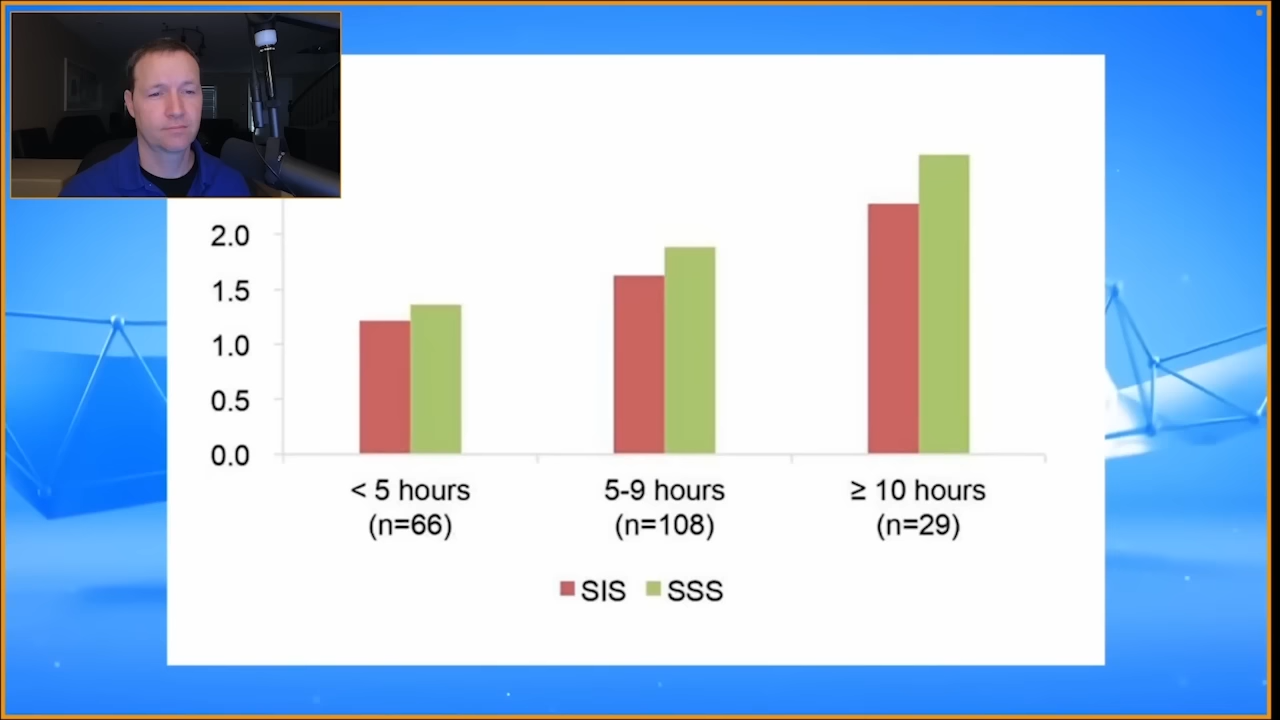 2.0
1.5
1.0
0.5
0.0
< 5 hours
(n=66)
5-9 hours
(n=108)
≥ 10 hours
(n=29)
SIS SSS